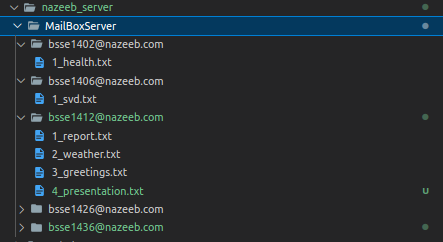 nazeeb_server
MailBoxServer
bsse1402@nazeeb.com
1_health.txt
bsse1406@nazeeb.com
1_svd.txt
bsse1412@nazeeb.com
1_report.txt
2_weather.txt
3_greetings.txt
4_presentation.txt U
bsse1426@nazeeb.com
bsse1436@nazeeb.com